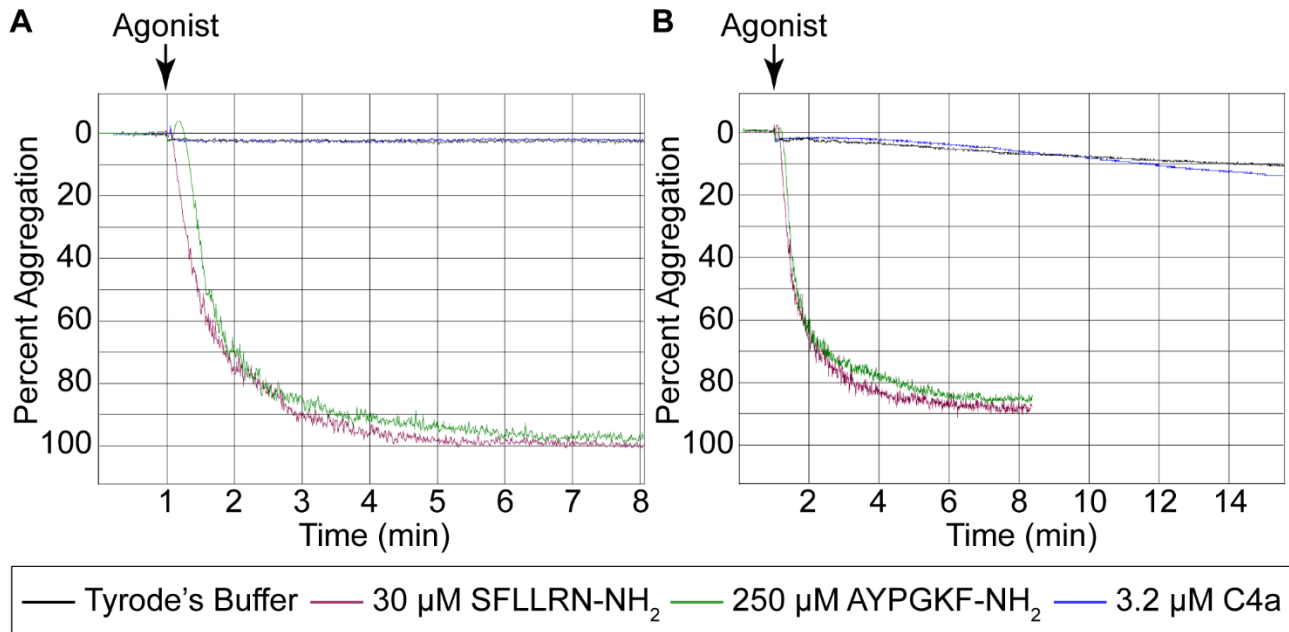 A
Agonist
0
20
40
60
80
100
Percent Aggregation
1 2 3 4 5 6 7 8
Time (min)
B
Agonist
0
20
40
60
80
100
Percent Aggregation
2 4 6 8 10 12 14
Time (min)
Tyrode's Buffer 30 µM SFLLRN-NH₂ 250 µM AYPGKF-NH₂ 3.2 µM C4a